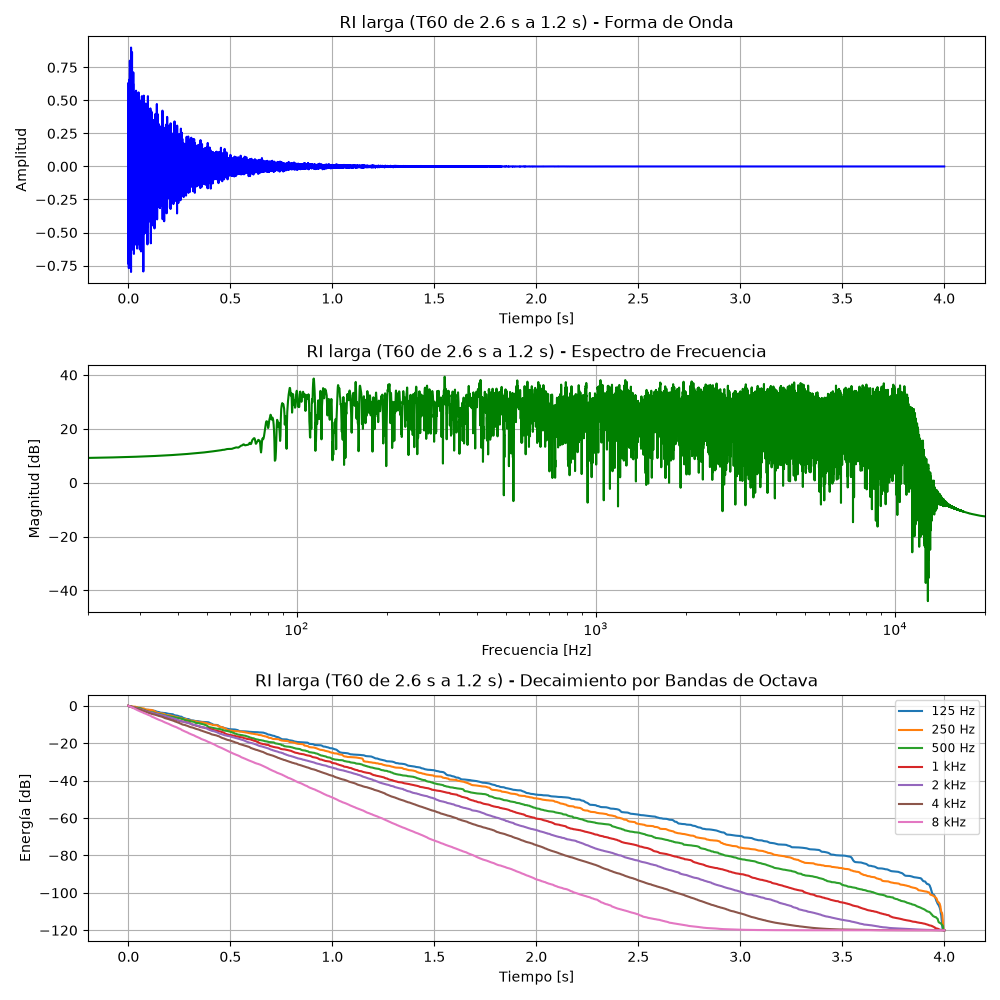 RI larga (T60 de 2.6 s a 1.2 s) - Forma de Onda
0.75
0.50
0.25
0.00
−0.25
−0.50
−0.75
Amplitud
0.0 0.5 1.0 1.5 2.0 2.5 3.0 3.5 4.0
Tiempo [s]
RI larga (T60 de 2.6 s a 1.2 s) - Espectro de Frecuencia
40
20
0
−20
−40
Magnitud [dB]
10² 10³ 10⁴
Frecuencia [Hz]
RI larga (T60 de 2.6 s a 1.2 s) - Decaimiento por Bandas de Octava
0
−20
−40
−60
−80
−100
−120
Energía [dB]
125 Hz
250 Hz
500 Hz
1 kHz
2 kHz
4 kHz
8 kHz
0.0 0.5 1.0 1.5 2.0 2.5 3.0 3.5 4.0
Tiempo [s]